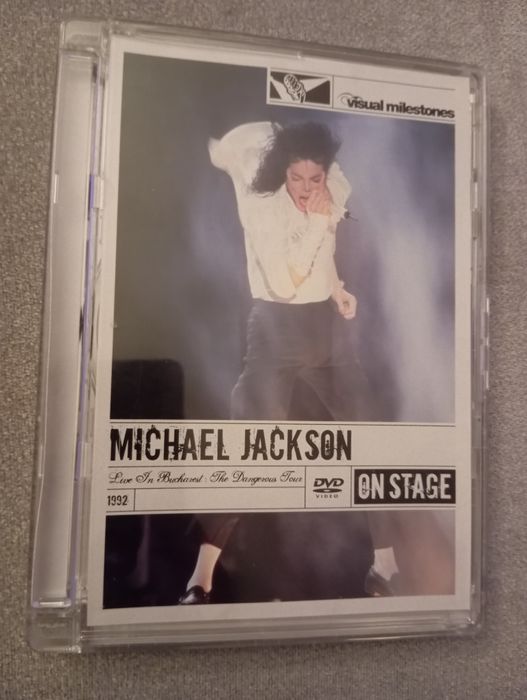 visual milestones
MICHAEL JACKSON
Live In Bucharest: The Dangerous Tour
DVD
VIDEO
ON STAGE
1992